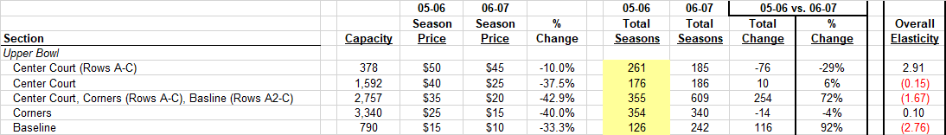 05-06 06-07 05-06 06-07 05-06 vs. 06-07
Season Season % Total Total Total % Overall
Section Capacity Price Price Change Seasons Seasons Change Change Elasticity
Upper Bowl
Center Court (Rows A-C) 378 $50 $45 -10.0% 261 185 -76 -29% 2.91
Center Court 1,592 $40 $25 -37.5% 176 186 10 6% (0.15)
Center Court, Corners (Rows A-C), Basline (Rows A2-C) 2,757 $35 $20 -42.9% 355 609 254 72% (1.67)
Corners 3,340 $25 $15 -40.0% 354 340 -14 -4% 0.10
Baseline 790 $15 $10 -33.3% 126 242 116 92% (2.76)